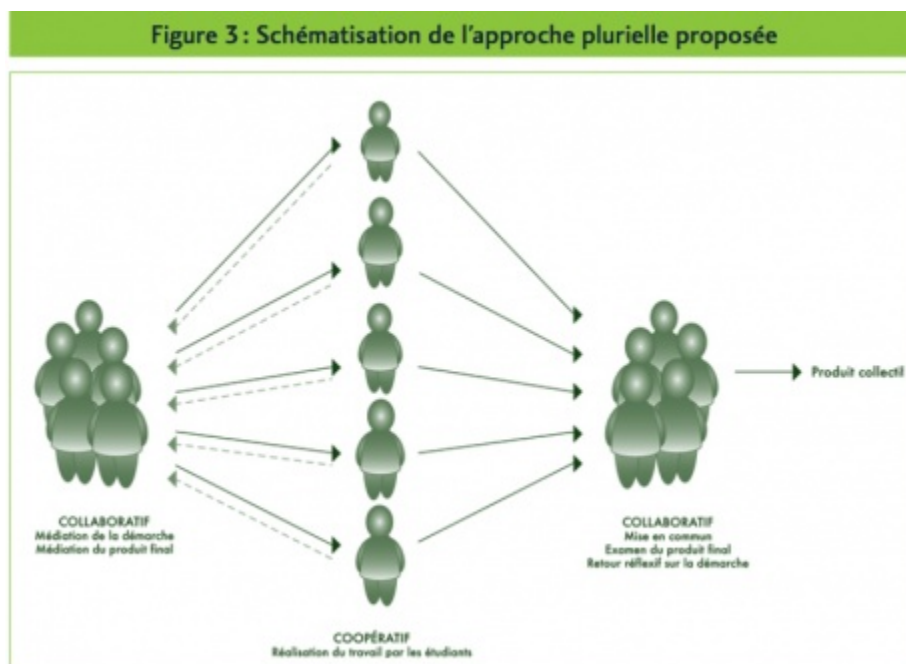 Figure 3 : Schématisation de l'approche plurielle proposée
Produit collectif
COLLABORATIF
Médiation de la démarche
Médiation du produit final
COLLABORATIF
Mise en commun
Examen du produit final
Retour réflexif sur la démarche
COOPÉRATIF
Réalisation du travail par les étudiants